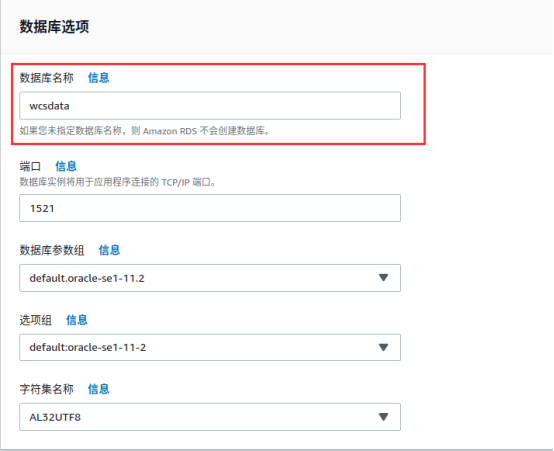 数据库选项
数据库名称 信息
wcsdata
如果您未指定数据库名称，则 Amazon RDS 不会创建数据库。
端口 信息
数据库实例将用于应用程序连接的 TCP/IP 端口。
1521
数据库参数组 信息
default.oracle-se1-11.2
选项组 信息
default:oracle-se1-11-2
字符集名称 信息
AL32UTF8